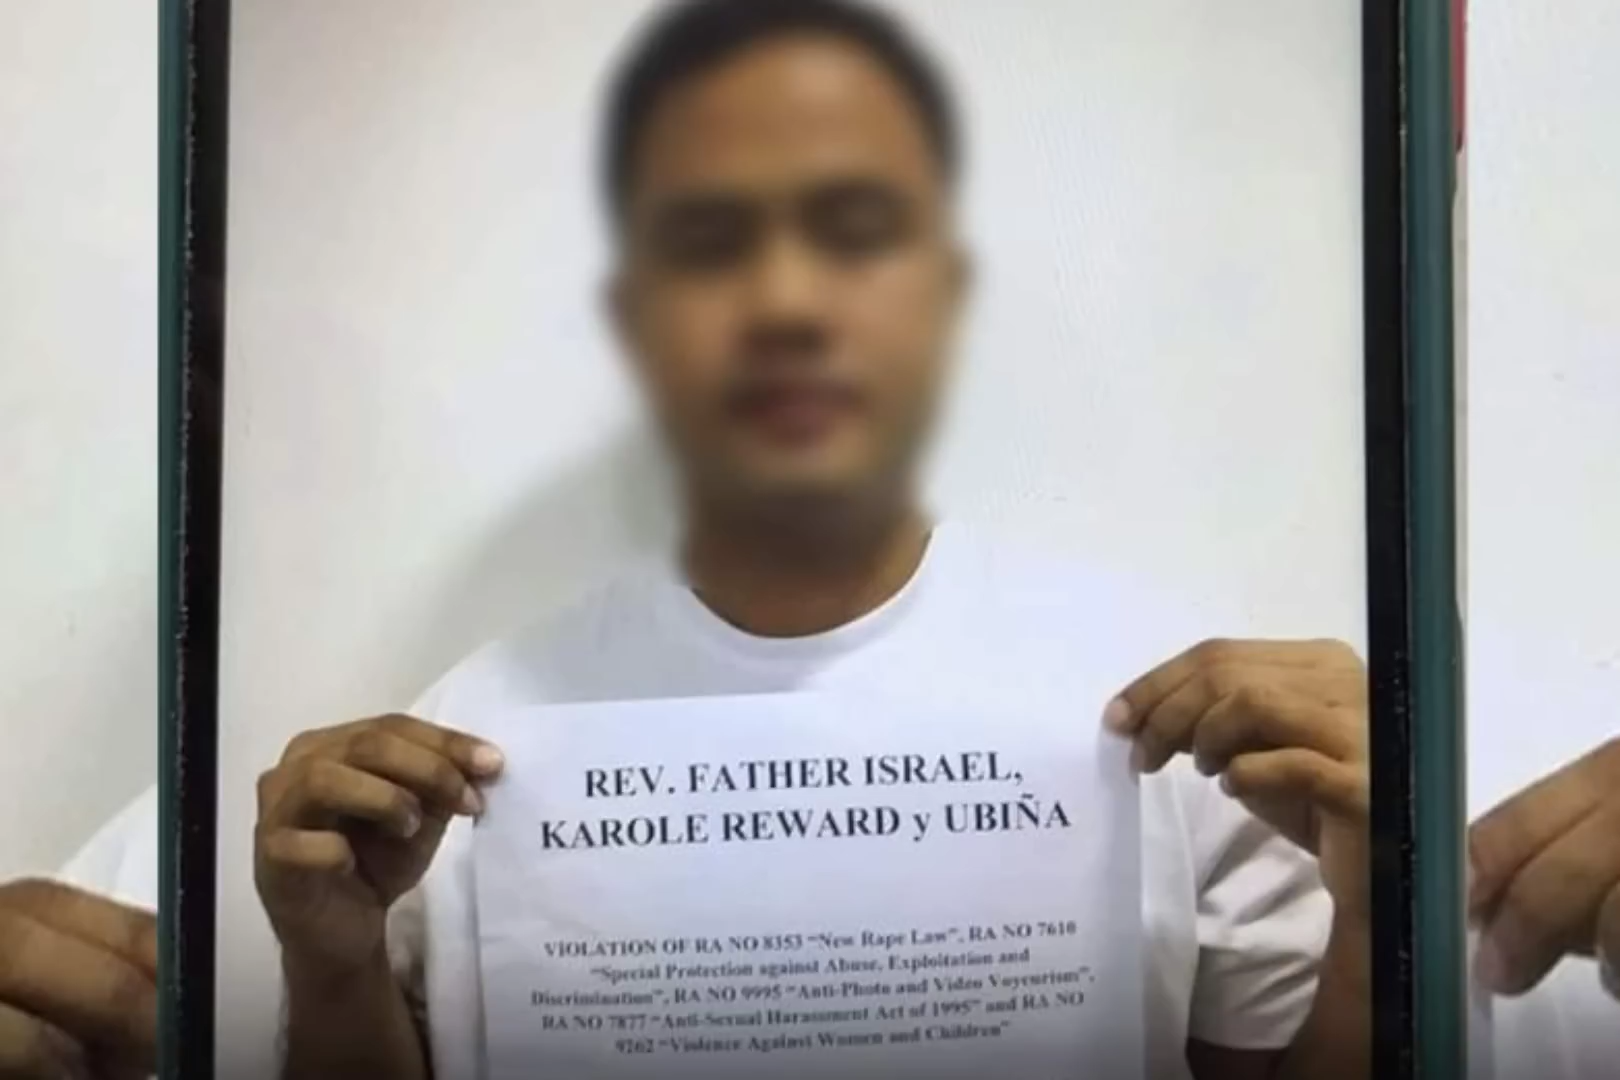 REV. FATHER ISRAEL,
KAROLE REWARD y UBIÑA
VIOLATION OF RA NO 8353 "New Rape Law", RA NO 7610
"Special Protection against Abuse, Exploitation and
Discrimination", RA NO 9995 "Anti-Photo and Video Voyeurism",
RA NO 7877 "Anti-Sexual Harassment Act of 1995" and RA NO
9262 "Violence Against Women and Children"